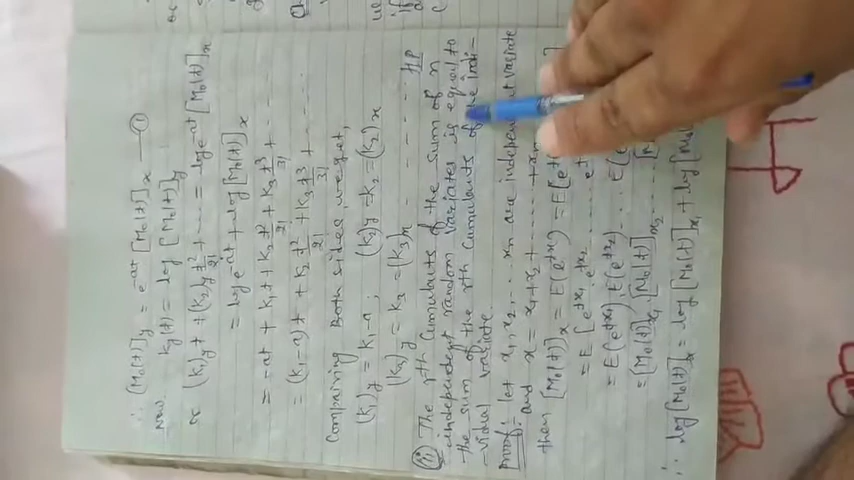 ∴ [M₀(t)]y = e^-at [M₀(t)]x — ①
Now, Ky(t) = log [M₀(t)]y
or (K₁)y t + (K₂)y t²/2! + ---- = log e^-at [M₀(t)]x
= log e^-at + log [M₀(t)]x
= -at + K₁t + K₂ t²/2! + K₃ t³/3! + ----
= (K₁-a)t + K₂ t²/2! + K₃ t³/3! + ----
Comparing Both sides, we get,
(K₁)y = K₁-a, (K₂)y = K₂ = (K₂)x
(K₃)y = K₃ = (K₃)x ---- HP
(ii) The rth Cumulants of the Sum of n
independent random Variates is equal to
the sum of the rth Cumulants of the Indi-
-vidual variate.
Proof:- let x₁, x₂, ... xn are independent variate
and x = x₁+x₂+ ...... +xn
then [M₀(t)]x = E(e^tx) = E[e^t
= E[e^tx₁ . e^tx₂ ......
= E(e^tx₁) . E(e^tx₂) .... E(e
= [M₀(t)]x₁ . [M₀(t)]x₂ .....
∴ log [M₀(t)]x = log [M₀(t)]x₁ + log [M₀(t)]